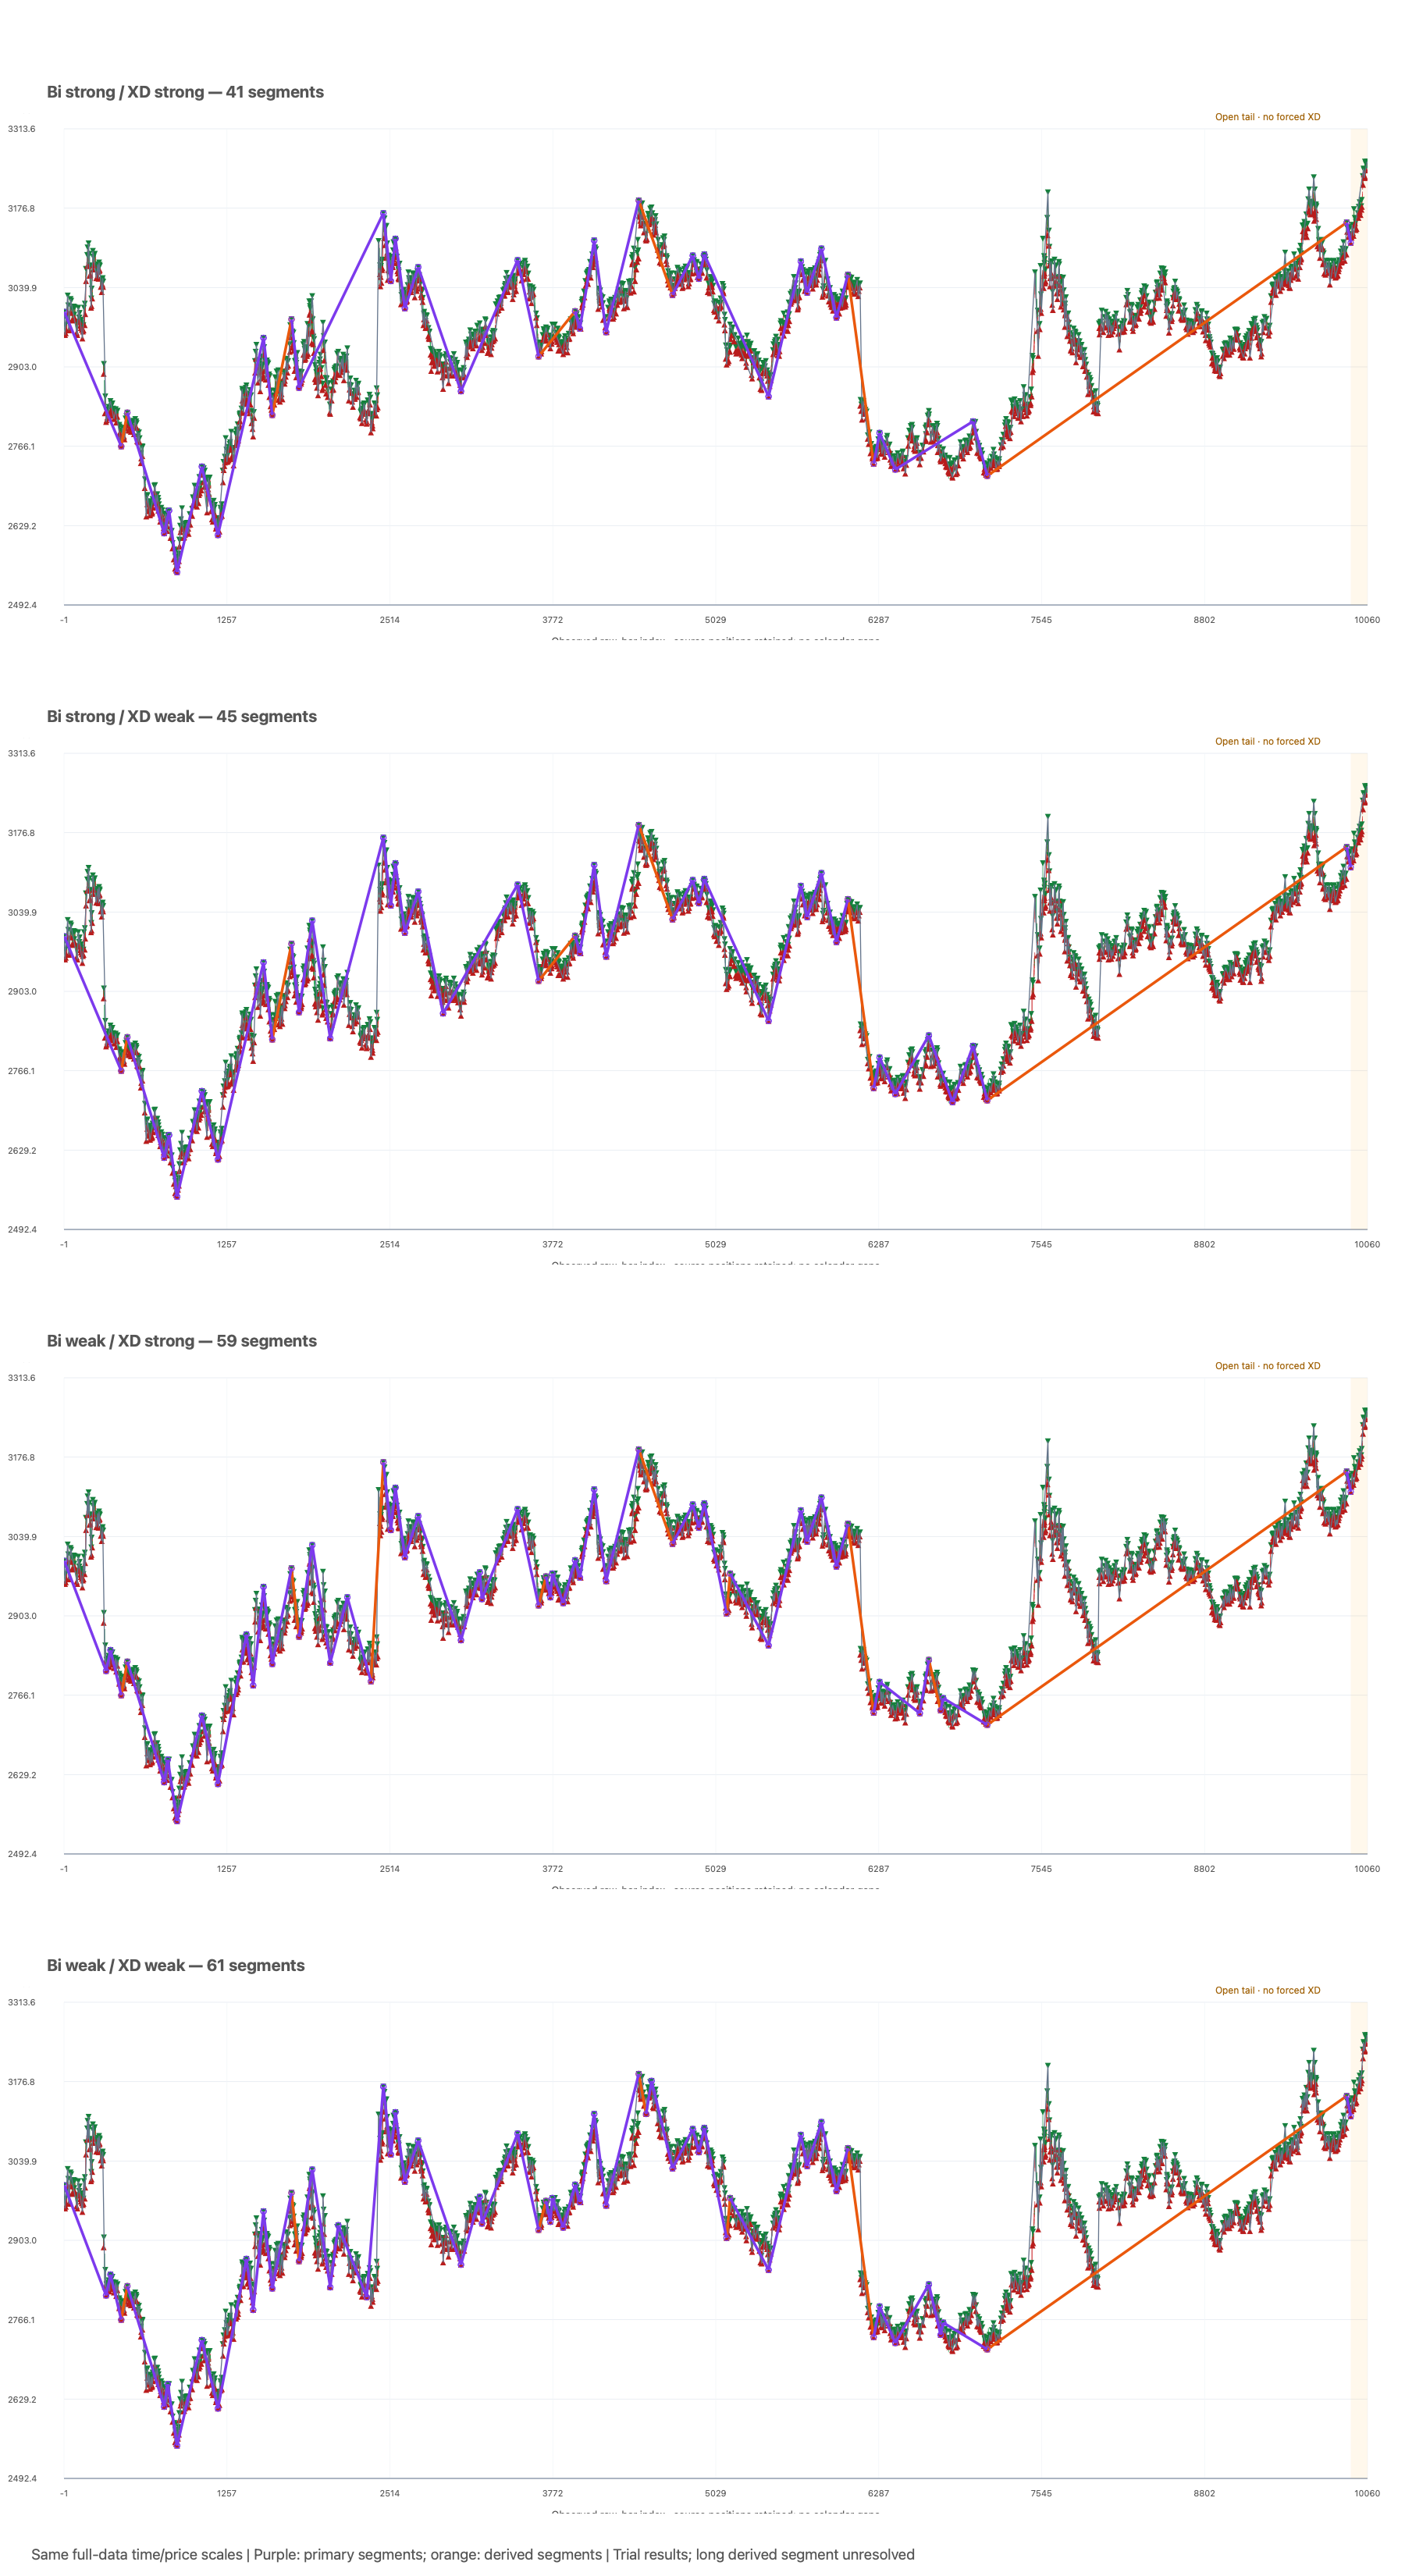 Bi strong / XD strong — 41 segments
Open tail · no forced XD
3313.6
3176.8
3039.9
2903.0
2766.1
2629.2
2492.4
-1 1257 2514 3772 5029 6287 7545 8802 10060
Bi strong / XD weak — 45 segments
Open tail · no forced XD
3313.6
3176.8
3039.9
2903.0
2766.1
2629.2
2492.4
-1 1257 2514 3772 5029 6287 7545 8802 10060
Bi weak / XD strong — 59 segments
Open tail · no forced XD
3313.6
3176.8
3039.9
2903.0
2766.1
2629.2
2492.4
-1 1257 2514 3772 5029 6287 7545 8802 10060
Bi weak / XD weak — 61 segments
Open tail · no forced XD
3313.6
3176.8
3039.9
2903.0
2766.1
2629.2
2492.4
-1 1257 2514 3772 5029 6287 7545 8802 10060
Same full-data time/price scales | Purple: primary segments; orange: derived segments | Trial results; long derived segment unresolved